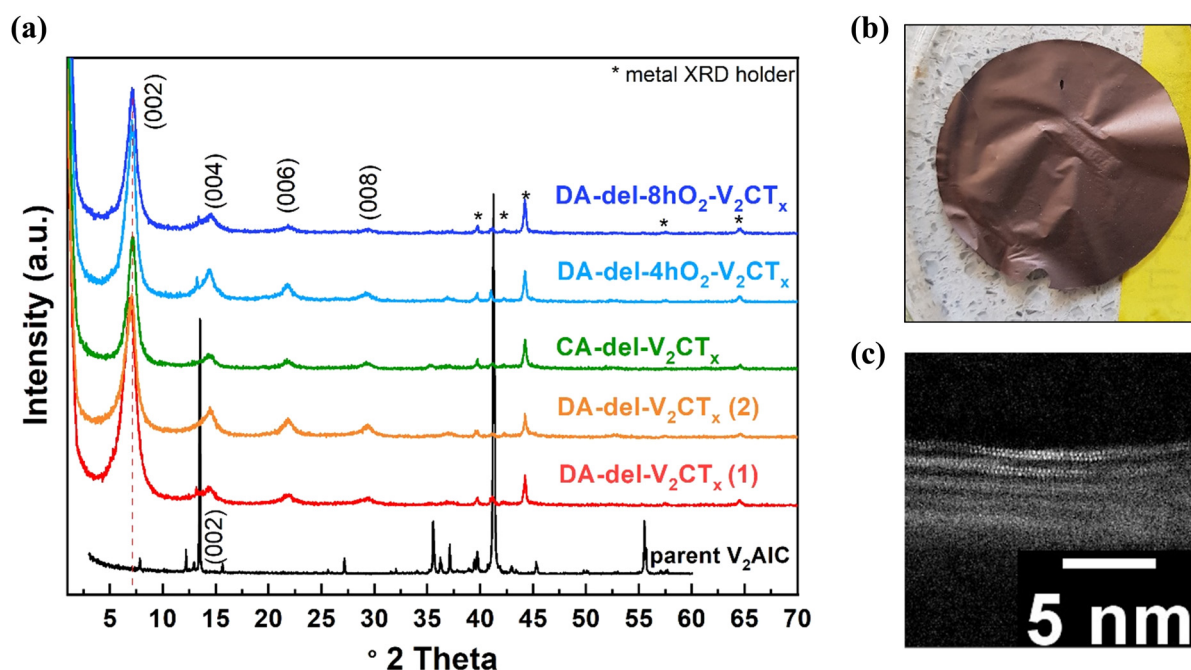 (a)
* metal XRD holder
(002)
(004)
(006)
(008)
* * * * *
DA-del-8hO₂-V₂CTₓ
DA-del-4hO₂-V₂CTₓ
CA-del-V₂CTₓ
DA-del-V₂CTₓ (2)
DA-del-V₂CTₓ (1)
(002)
parent V₂AlC
Intensity (a.u.)
5 10 15 20 25 30 35 40 45 50 55 60 65 70
° 2 Theta
(b)
(c)
5 nm